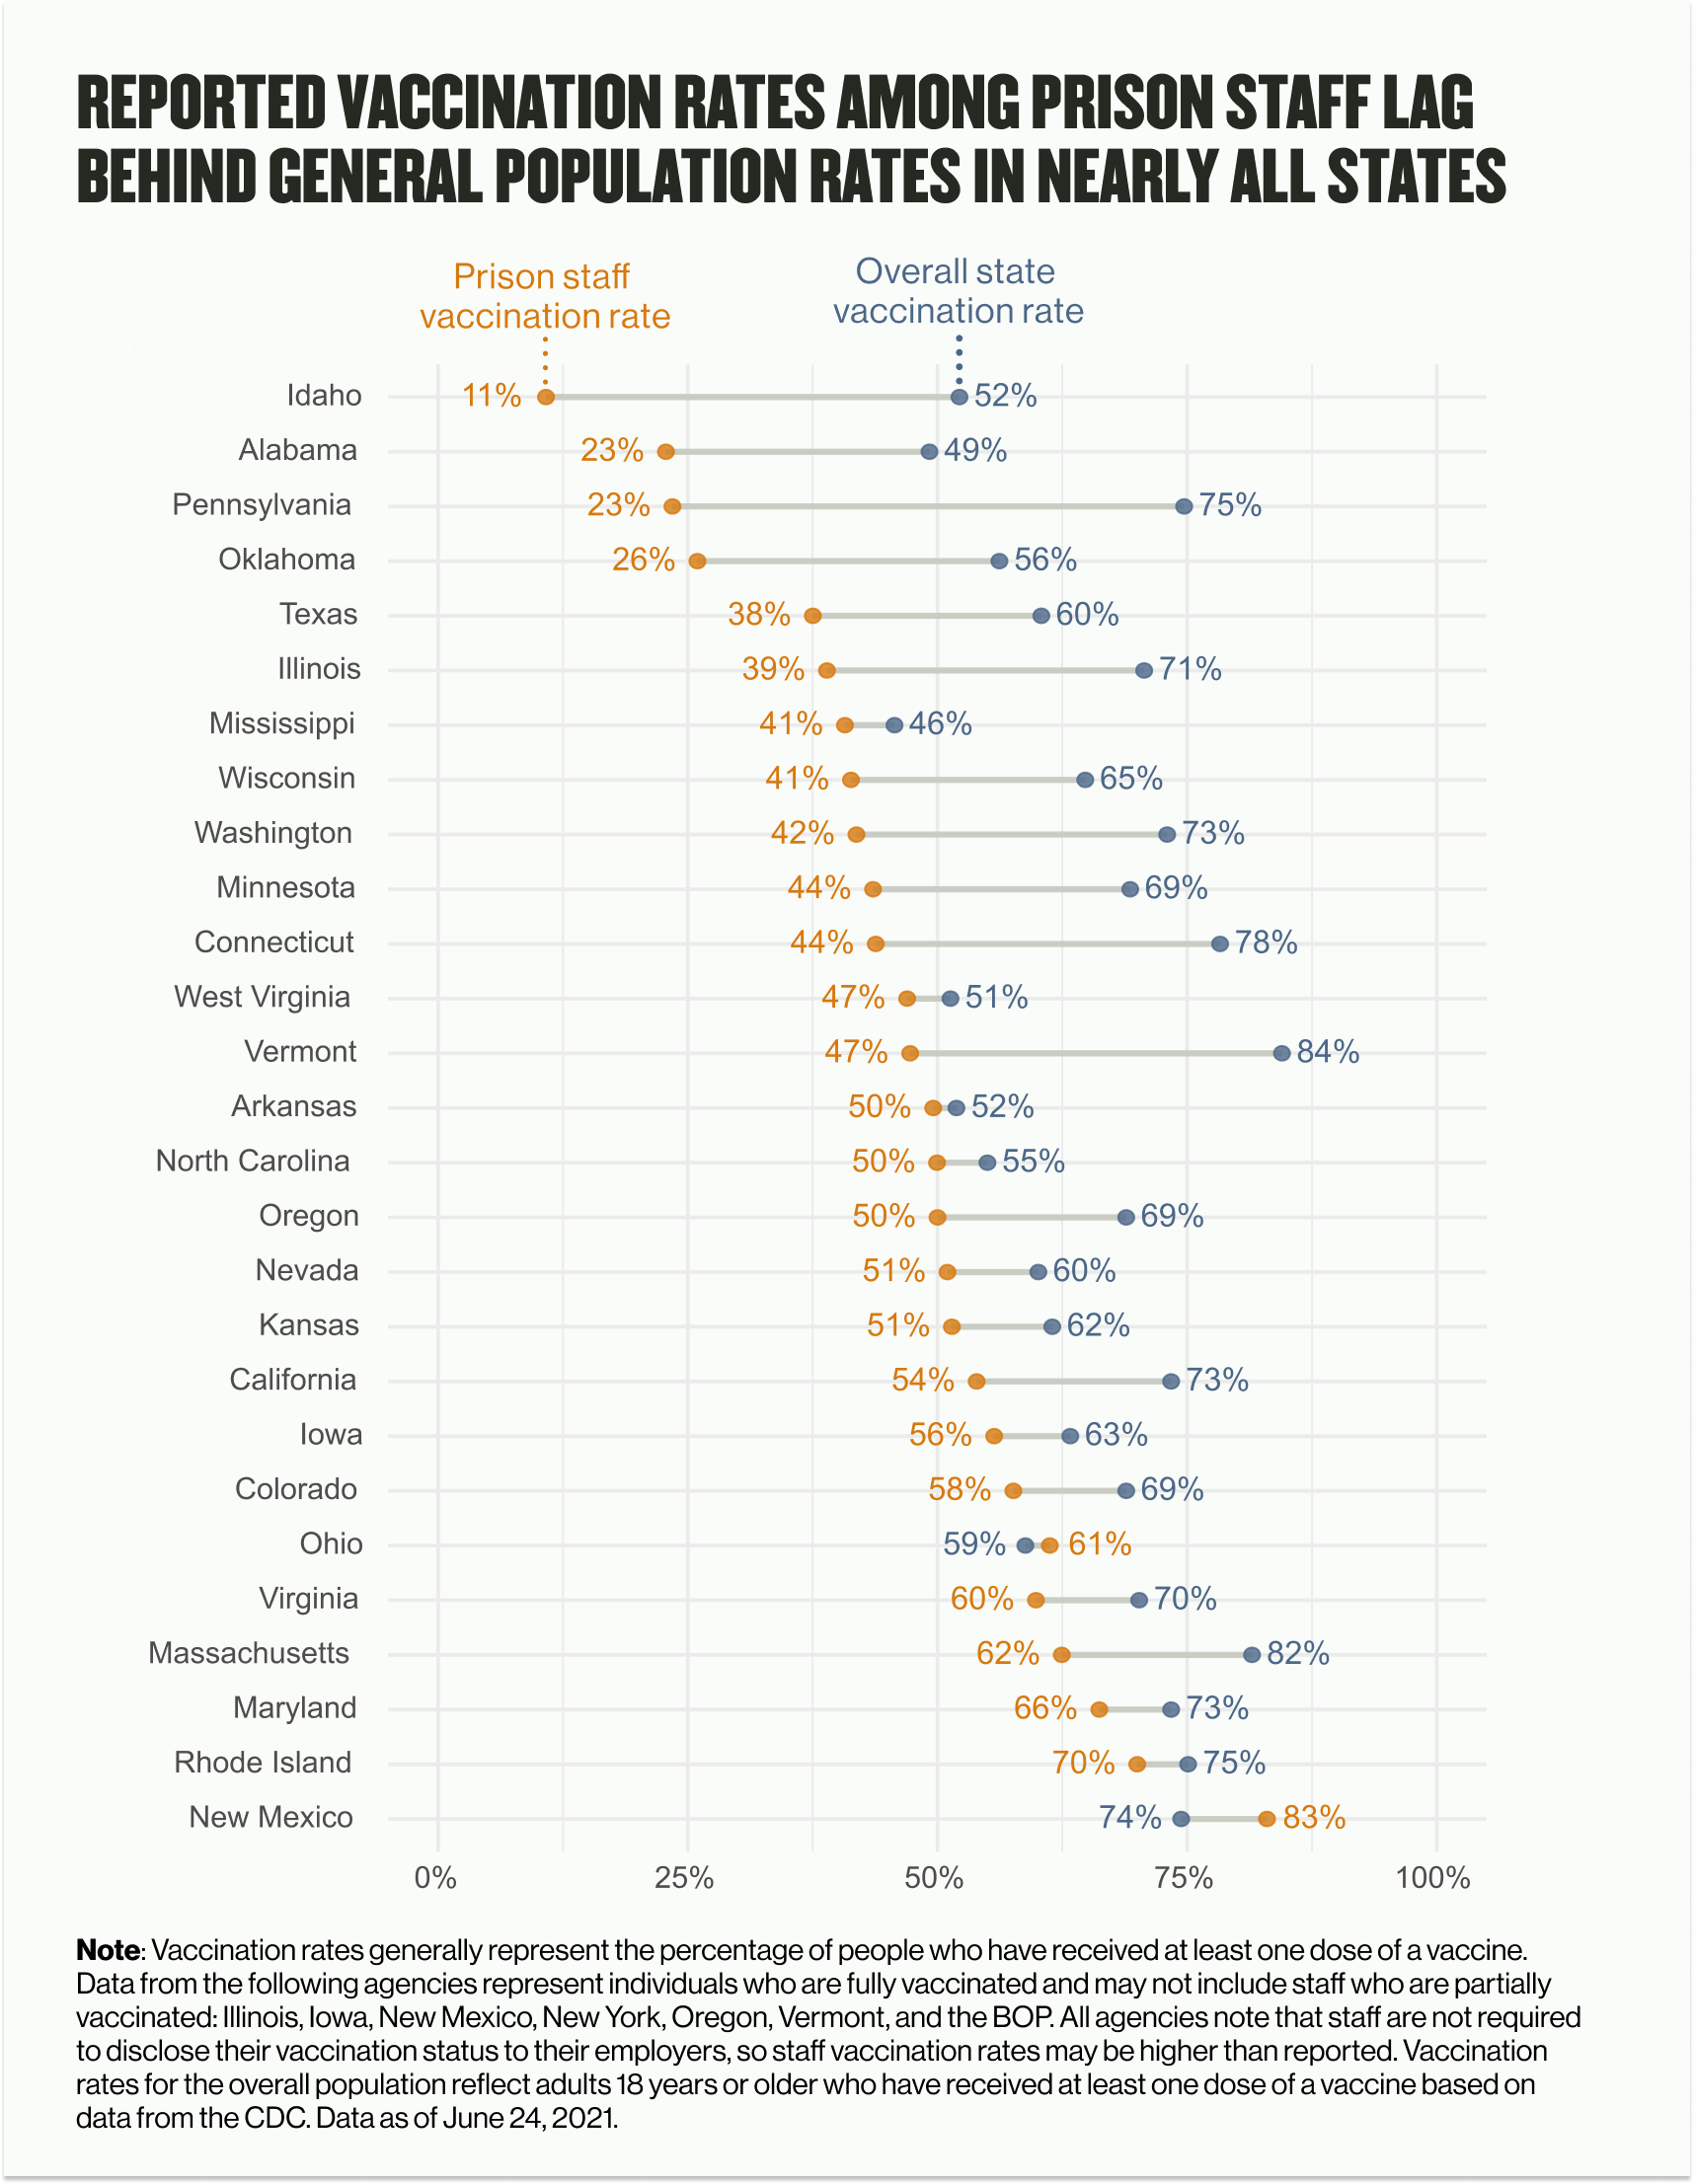 REPORTED VACCINATION RATES AMONG PRISON STAFF LAG
BEHIND GENERAL POPULATION RATES IN NEARLY ALL STATES
Prison staff
vaccination rate
Overall state
vaccination rate
Idaho 11% 52%
Alabama 23% 49%
Pennsylvania 23% 75%
Oklahoma 26% 56%
Texas 38% 60%
Illinois 39% 71%
Mississippi 41% 46%
Wisconsin 41% 65%
Washington 42% 73%
Minnesota 44% 69%
Connecticut 44% 78%
West Virginia 47% 51%
Vermont 47% 84%
Arkansas 50% 52%
North Carolina 50% 55%
Oregon 50% 69%
Nevada 51% 60%
Kansas 51% 62%
California 54% 73%
Iowa 56% 63%
Colorado 58% 69%
Ohio 59% 61%
Virginia 60% 70%
Massachusetts 62% 82%
Maryland 66% 73%
Rhode Island 70% 75%
New Mexico 74% 83%
0% 25% 50% 75% 100%
Note: Vaccination rates generally represent the percentage of people who have received at least one dose of a vaccine.
Data from the following agencies represent individuals who are fully vaccinated and may not include staff who are partially
vaccinated: Illinois, Iowa, New Mexico, New York, Oregon, Vermont, and the BOP. All agencies note that staff are not required
to disclose their vaccination status to their employers, so staff vaccination rates may be higher than reported. Vaccination
rates for the overall population reflect adults 18 years or older who have received at least one dose of a vaccine based on
data from the CDC. Data as of June 24, 2021.